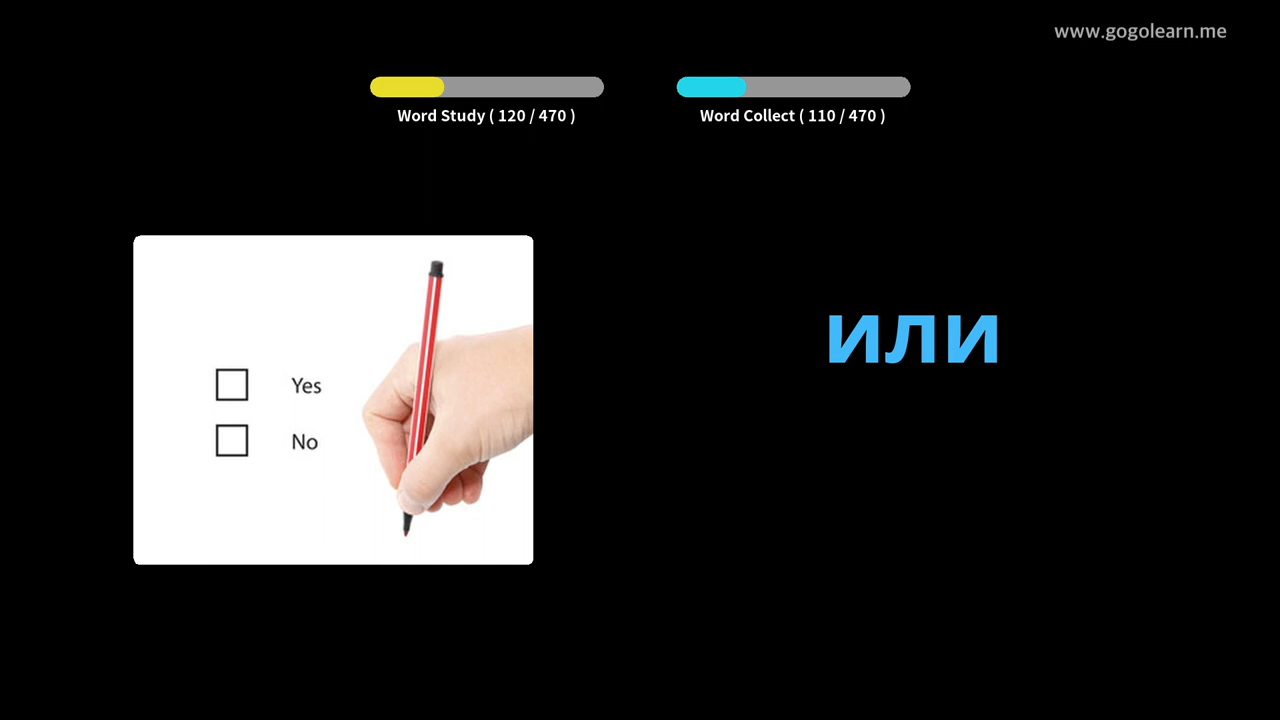 www.gogolearn.me
Word Study ( 120 / 470 )
Word Collect ( 110 / 470 )
Yes
No
или